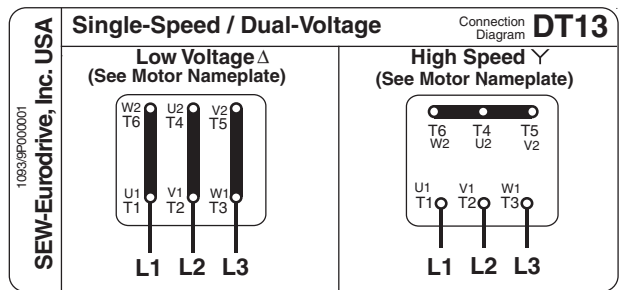 1093/9P000001
SEW-Eurodrive, Inc. USA
Single-Speed / Dual-Voltage
Connection Diagram DT13
Low Voltage Δ
(See Motor Nameplate)
W2 U2 V2
T6 T4 T5
U1 V1 W1
T1 T2 T3
L1 L2 L3
High Speed Y
(See Motor Nameplate)
T6 T4 T5
W2 U2 V2
U1 V1 W1
T1 T2 T3
L1 L2 L3